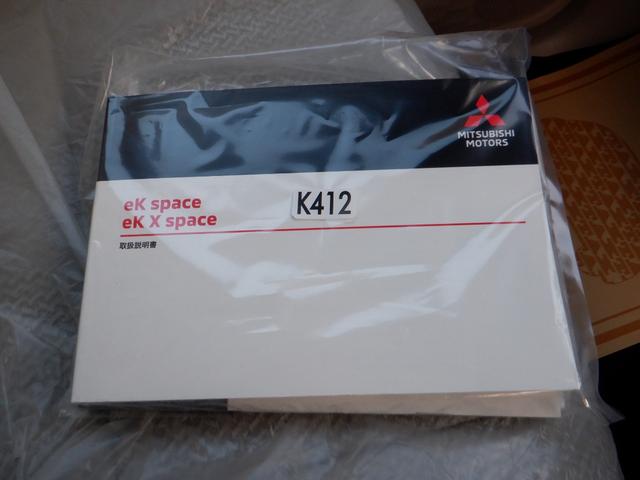 MITSUBISHI
MOTORS
eK space
eK X space
K412
取扱説明書